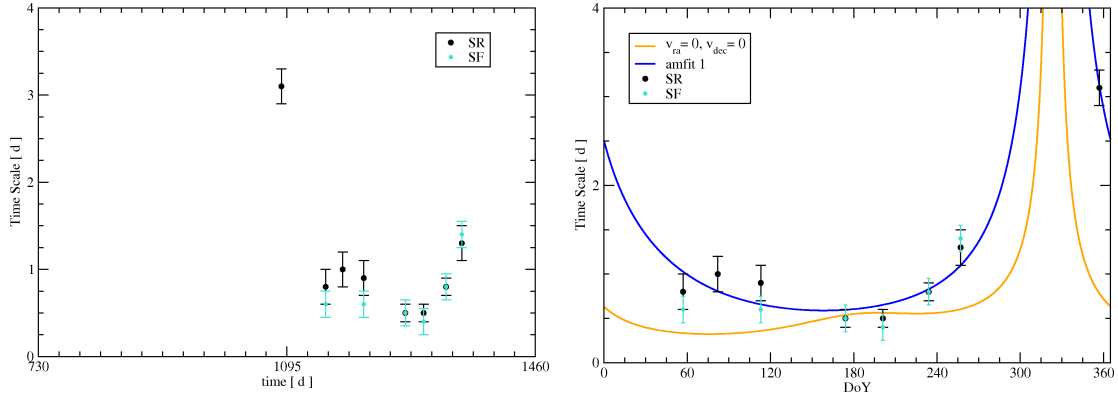 4
3
2
1
0
Time Scale [ d ]
SR
SF
730
1095
1460
time [ d ]
4
2
0
Time Scale [ d ]
v_ra = 0, v_dec = 0
amfit 1
SR
SF
0
60
120
180
240
300
360
DoY